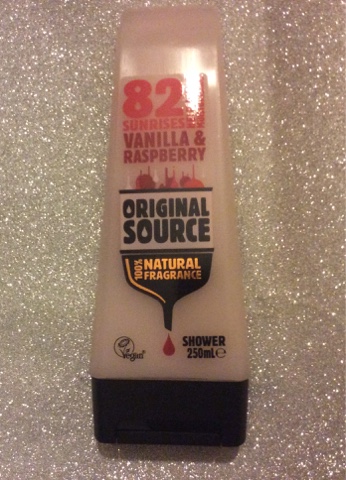 82
SUNRISES
VANILLA &
RASPBERRY
ORIGINAL
SOURCE
100% NATURAL
FRAGRANCE
Vegan
SHOWER
250mL℮